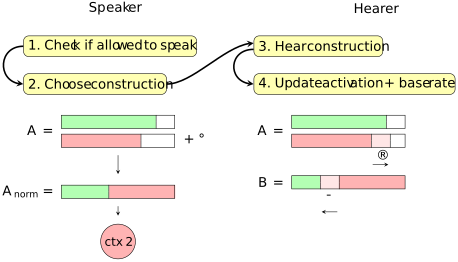 Speaker
Hearer
1. Check if allowed to speak
2. Choose construction
3. Hear construction
4. Update activation + base rate
A =
+ °
A norm =
ctx 2
A =
®
B =
-